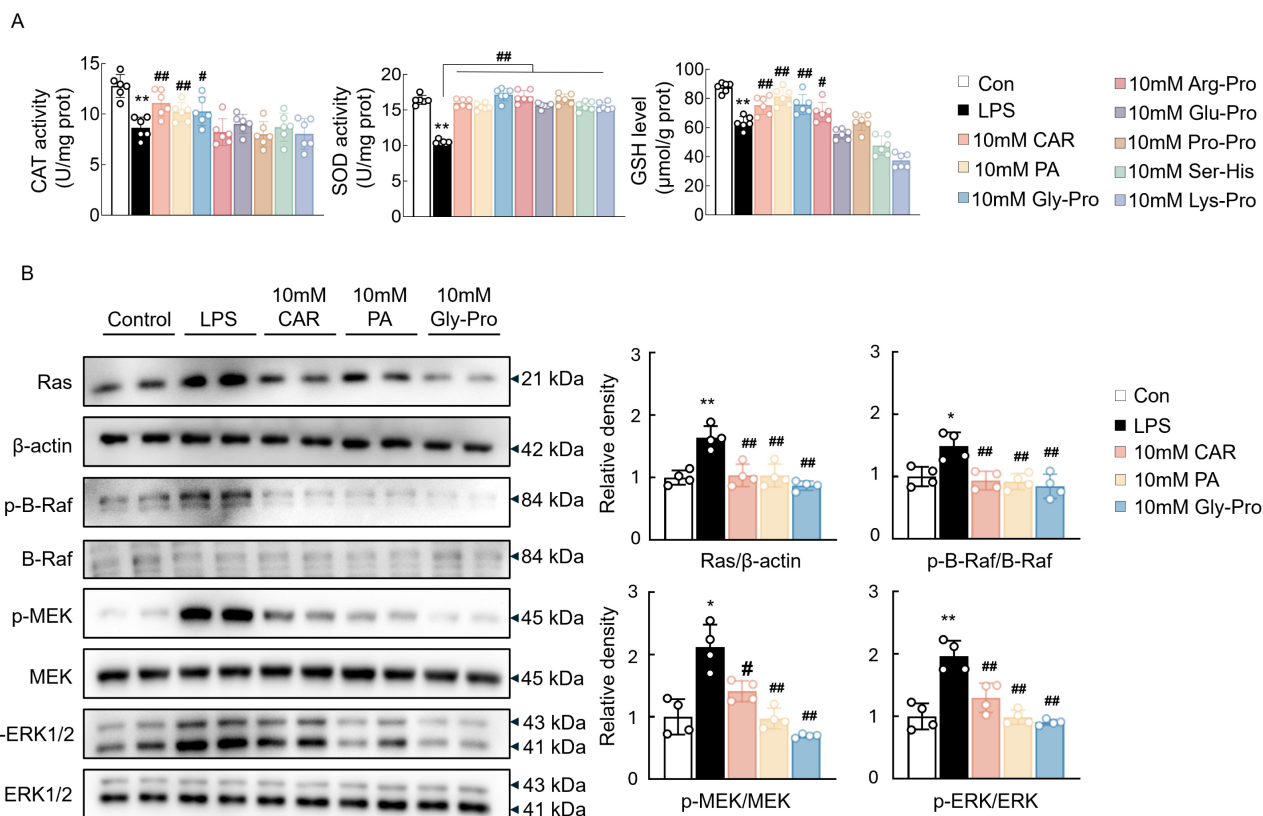 A
CAT activity
(U/mg prot)
15
10
5
0
**
##
##
#
SOD activity
(U/mg prot)
20
15
10
5
0
**
##
GSH level
(μmol/g prot)
100
80
60
40
20
0
**
##
##
##
#
Con
LPS
10mM CAR
10mM PA
10mM Gly-Pro
10mM Arg-Pro
10mM Glu-Pro
10mM Pro-Pro
10mM Ser-His
10mM Lys-Pro
B
Control
LPS
10mM
CAR
10mM
PA
10mM
Gly-Pro
Ras
21 kDa
β-actin
42 kDa
p-B-Raf
84 kDa
B-Raf
84 kDa
p-MEK
45 kDa
MEK
45 kDa
-ERK1/2
43 kDa
41 kDa
ERK1/2
43 kDa
41 kDa
Relative density
3
2
1
0
**
##
##
##
Ras/β-actin
3
2
1
0
*
##
##
##
p-B-Raf/B-Raf
Con
LPS
10mM CAR
10mM PA
10mM Gly-Pro
Relative density
3
2
1
0
*
#
##
##
p-MEK/MEK
3
2
1
0
**
##
##
##
p-ERK/ERK